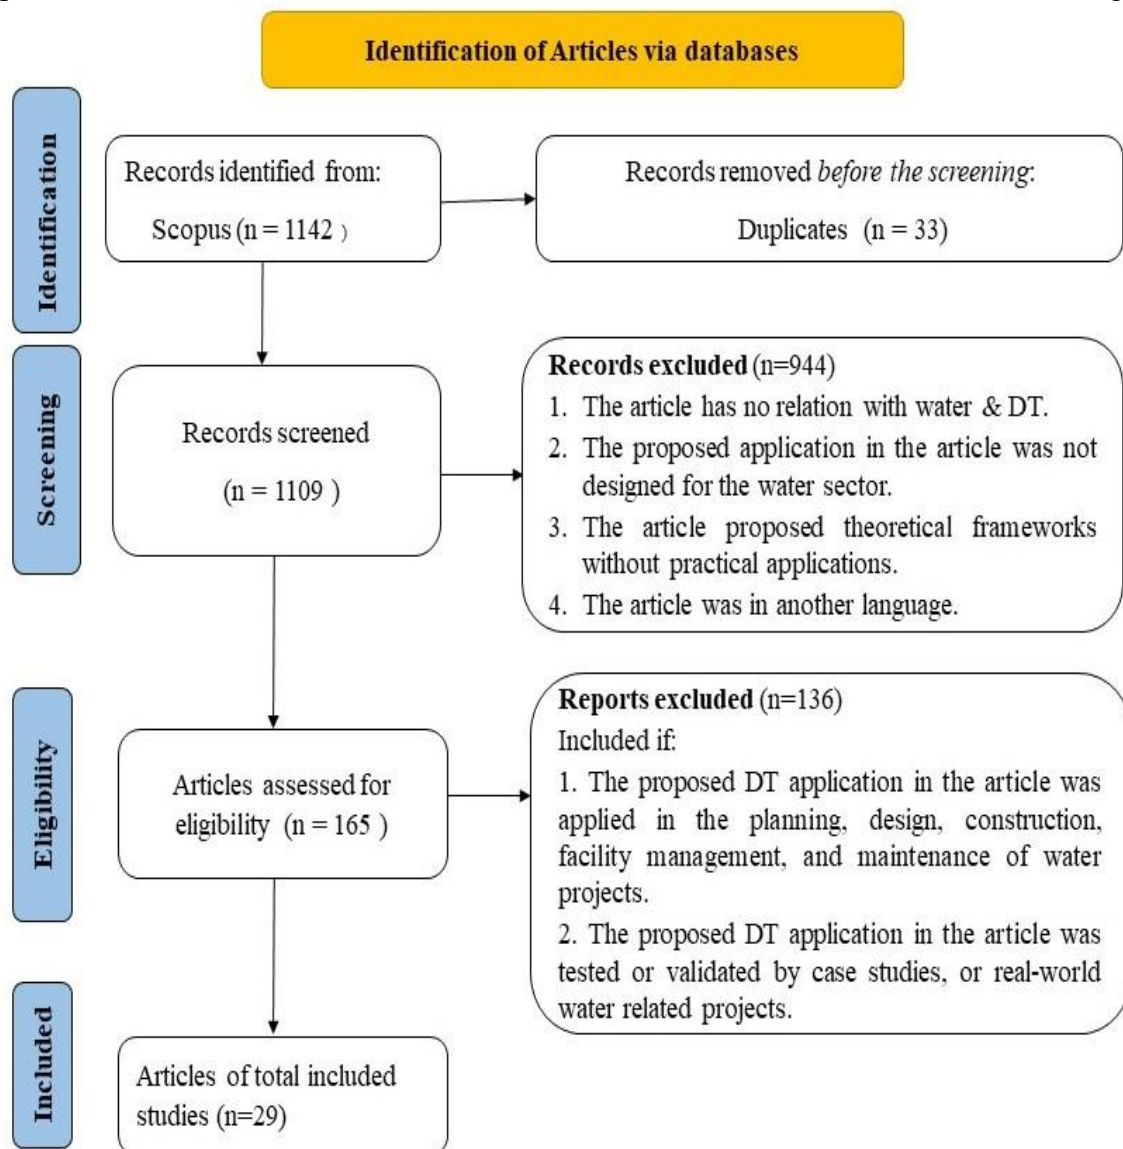 Identification of Articles via databases
Identification
Records identified from:
Scopus (n = 1142 )
Records removed before the screening:
Duplicates (n = 33)
Screening
Records screened
(n = 1109 )
Records excluded (n=944)
1. The article has no relation with water & DT.
2. The proposed application in the article was not
designed for the water sector.
3. The article proposed theoretical frameworks
without practical applications.
4. The article was in another language.
Eligibility
Articles assessed for
eligibility (n = 165 )
Reports excluded (n=136)
Included if:
1. The proposed DT application in the article was
applied in the planning, design, construction,
facility management, and maintenance of water
projects.
2. The proposed DT application in the article was
tested or validated by case studies, or real-world
water related projects.
Included
Articles of total included
studies (n=29)